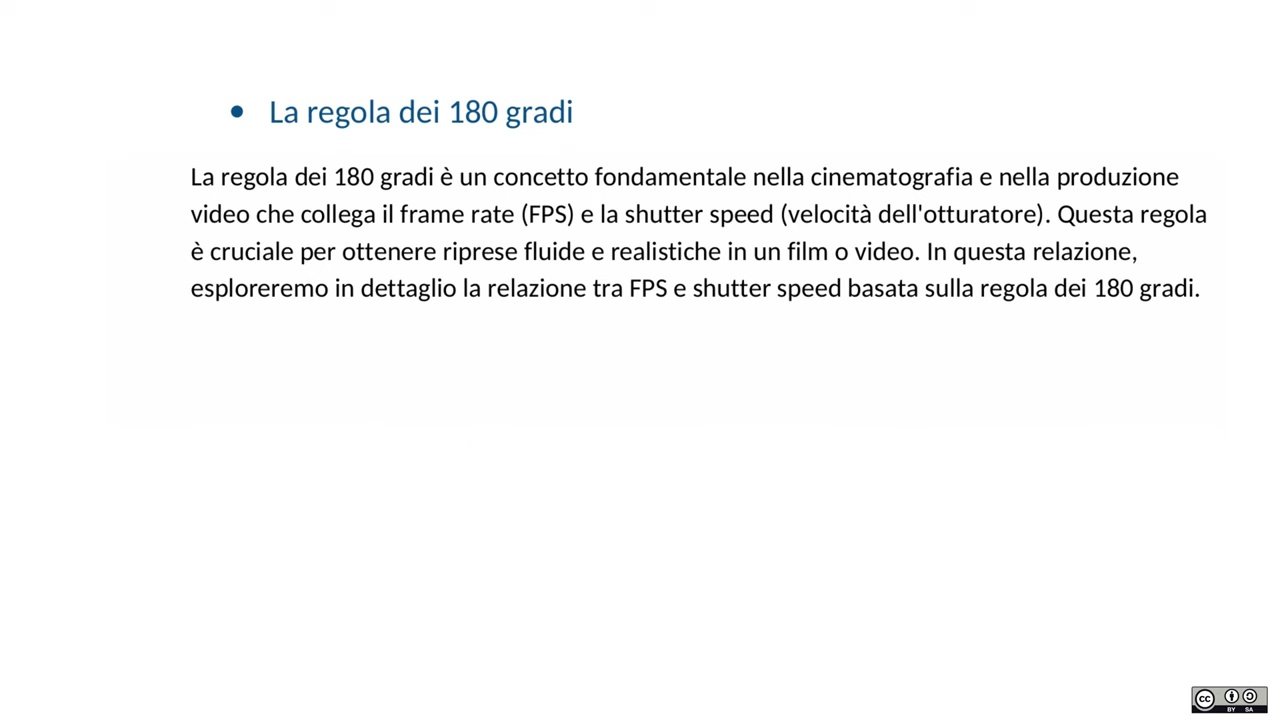 • La regola dei 180 gradi
La regola dei 180 gradi è un concetto fondamentale nella cinematografia e nella produzione
video che collega il frame rate (FPS) e la shutter speed (velocità dell'otturatore). Questa regola
è cruciale per ottenere riprese fluide e realistiche in un film o video. In questa relazione,
esploreremo in dettaglio la relazione tra FPS e shutter speed basata sulla regola dei 180 gradi.
cc BY SA